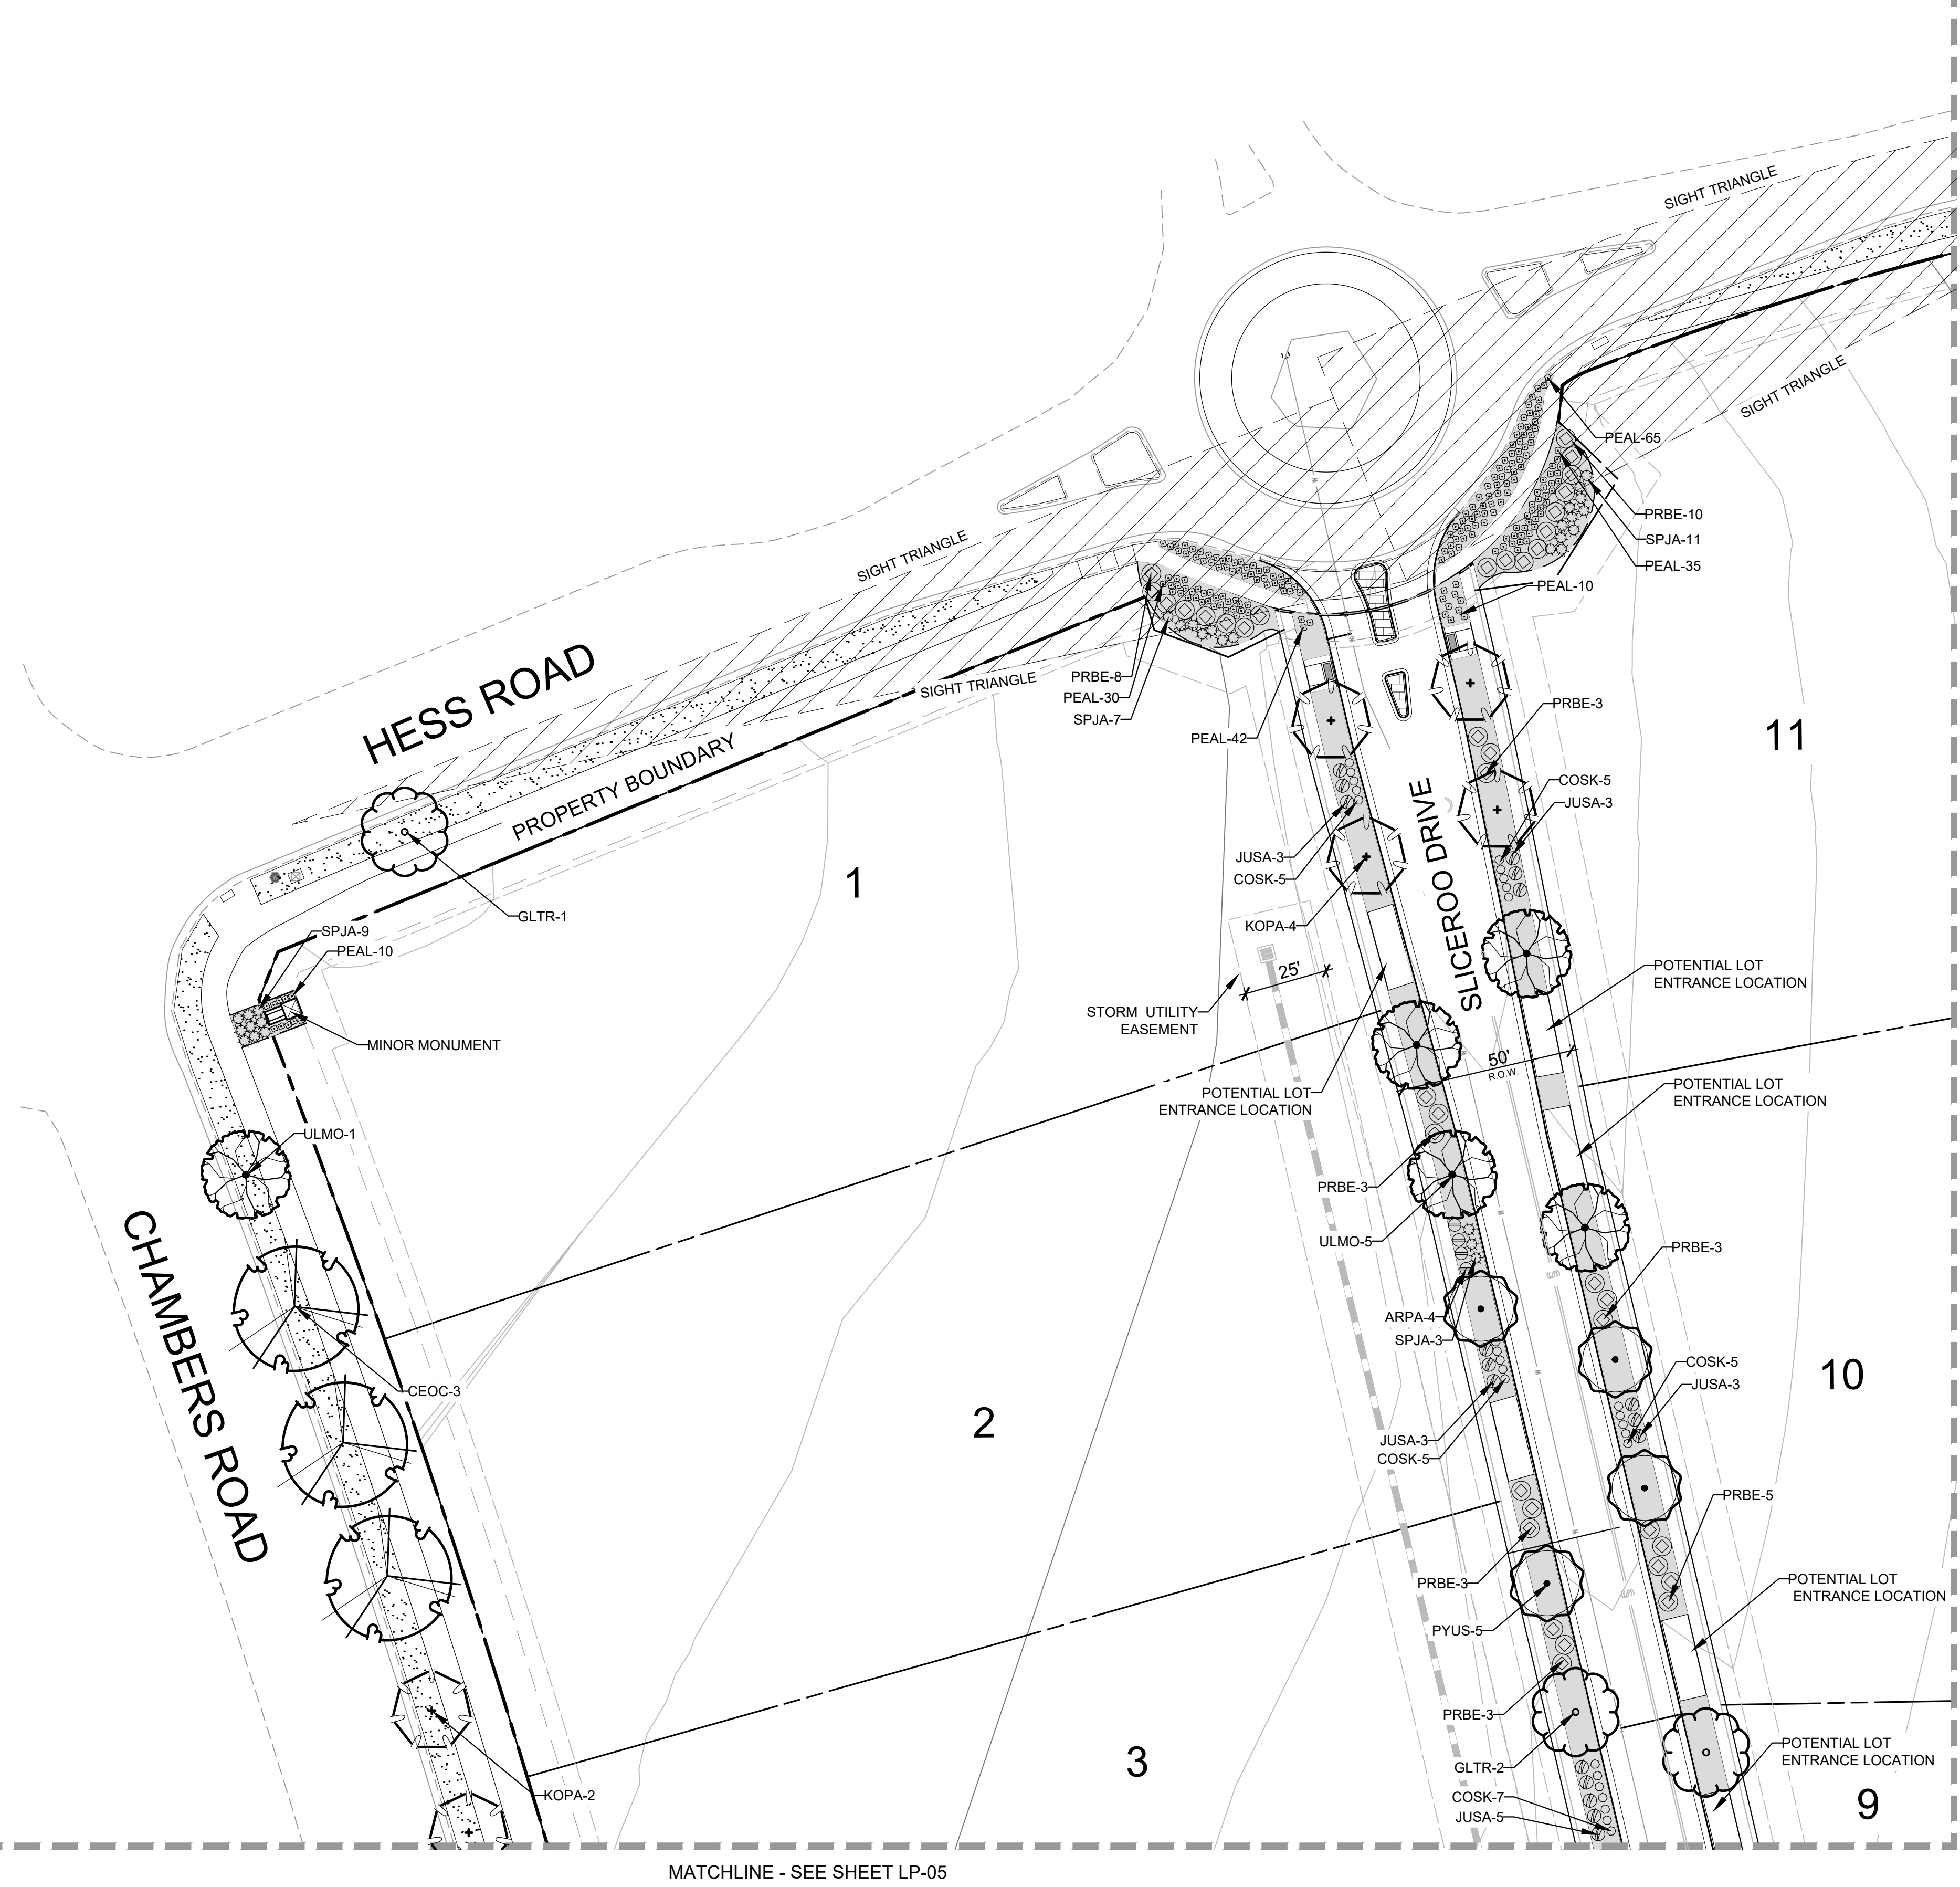 SIGHT TRIANGLE
SIGHT TRIANGLE
PEAL-65
PRBE-10
SPJA-11
PEAL-35
PEAL-10
SIGHT TRIANGLE
HESS ROAD
SIGHT TRIANGLE
PROPERTY BOUNDARY
PRBE-8
PEAL-30
SPJA-7
PEAL-42
PRBE-3
11
COSK-5
JUSA-3
SLICEROO DRIVE
JUSA-3
COSK-5
KOPA-4
1
GLTR-1
SPJA-9
PEAL-10
MINOR MONUMENT
25'
STORM UTILITY
EASEMENT
POTENTIAL LOT
ENTRANCE LOCATION
50'
R.O.W.
POTENTIAL LOT
ENTRANCE LOCATION
POTENTIAL LOT
ENTRANCE LOCATION
ULMO-1
CHAMBERS ROAD
PRBE-3
ULMO-5
PRBE-3
ARPA-4
SPJA-3
COSK-5
JUSA-3
10
CEOC-3
2
JUSA-3
COSK-5
PRBE-5
PRBE-3
PYUS-5
POTENTIAL LOT
ENTRANCE LOCATION
PRBE-3
GLTR-2
POTENTIAL LOT
ENTRANCE LOCATION
3
KOPA-2
COSK-7
JUSA-5
9
MATCHLINE - SEE SHEET LP-05